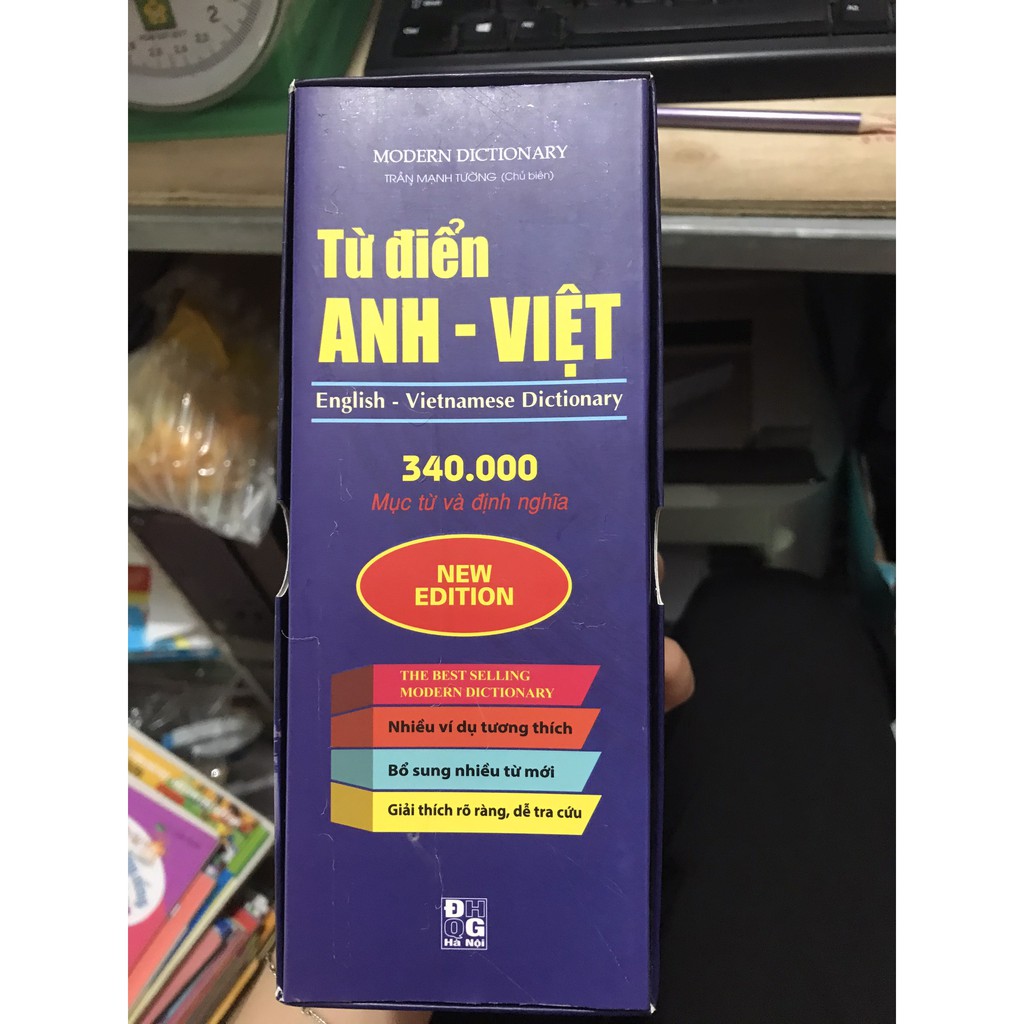 MODERN DICTIONARY
TRẦN MẠNH TƯỜNG (Chủ biên)
Từ điển
ANH - VIỆT
English - Vietnamese Dictionary
340.000
Mục từ và định nghĩa
NEW
EDITION
THE BEST SELLING
MODERN DICTIONARY
Nhiều ví dụ tương thích
Bổ sung nhiều từ mới
Giải thích rõ ràng, dễ tra cứu
ĐH
QG
Hà Nội
2